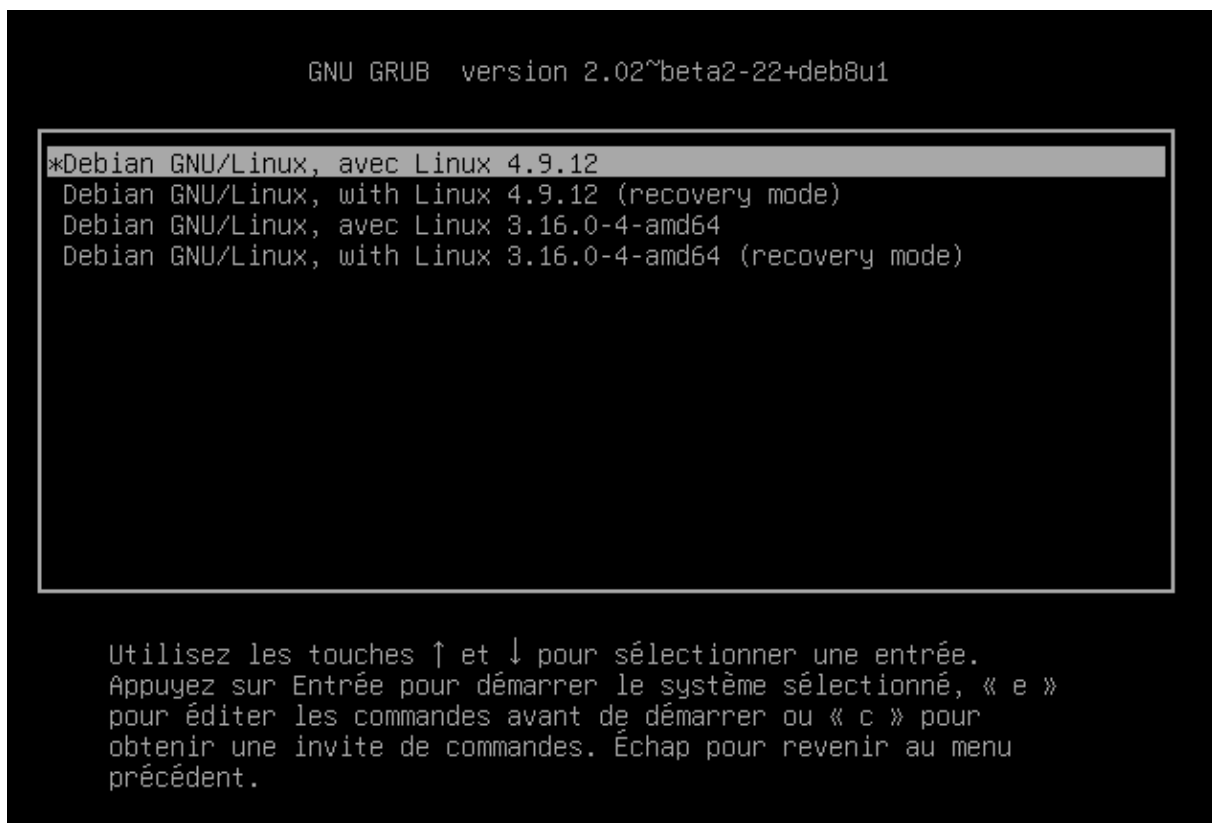 GNU GRUB  version 2.02~beta2-22+deb8u1
*Debian GNU/Linux, avec Linux 4.9.12
Debian GNU/Linux, with Linux 4.9.12 (recovery mode)
Debian GNU/Linux, avec Linux 3.16.0-4-amd64
Debian GNU/Linux, with Linux 3.16.0-4-amd64 (recovery mode)
Utilisez les touches ↑ et ↓ pour sélectionner une entrée.
Appuyez sur Entrée pour démarrer le système sélectionné, « e »
pour éditer les commandes avant de démarrer ou « c » pour
obtenir une invite de commandes. Échap pour revenir au menu
précédent.